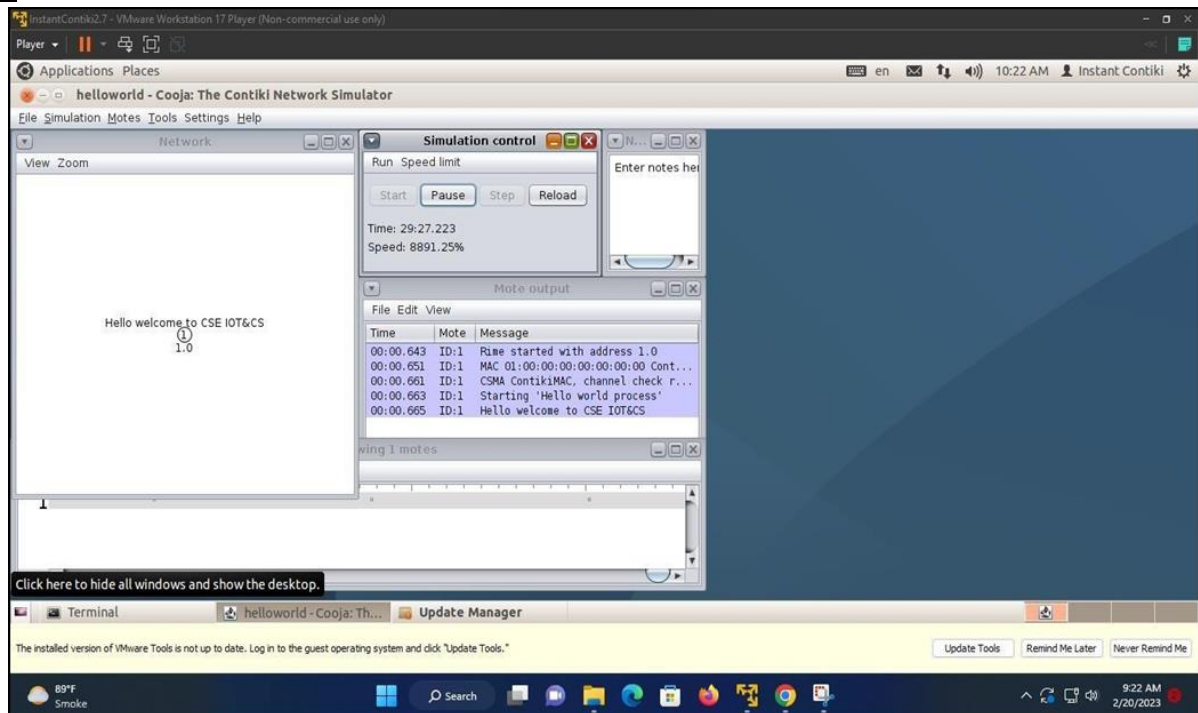 InstantContiki2.7 - VMware Workstation 17 Player (Non-commercial use only)
Player
Applications Places
en
10:22 AM Instant Contiki
helloworld - Cooja: The Contiki Network Simulator
File Simulation Motes Tools Settings Help
Network
View Zoom
Hello welcome to CSE IOT&CS
1
1.0
Simulation control
Run Speed limit
Start Pause Step Reload
Time: 29:27.223
Speed: 8891.25%
N...
Enter notes her
Mote output
File Edit View
Time Mote Message
00:00.643 ID:1 Rime started with address 1.0
00:00.651 ID:1 MAC 01:00:00:00:00:00:00:00 Cont...
00:00.661 ID:1 CSMA ContikiMAC, channel check r...
00:00.663 ID:1 Starting 'Hello world process'
00:00.665 ID:1 Hello welcome to CSE IOT&CS
wing 1 motes
1
Click here to hide all windows and show the desktop.
Terminal
helloworld - Cooja: Th...
Update Manager
The installed version of VMware Tools is not up to date. Log in to the guest operating system and click "Update Tools."
Update Tools Remind Me Later Never Remind Me
89°F
Smoke
Search
9:22 AM
2/20/2023